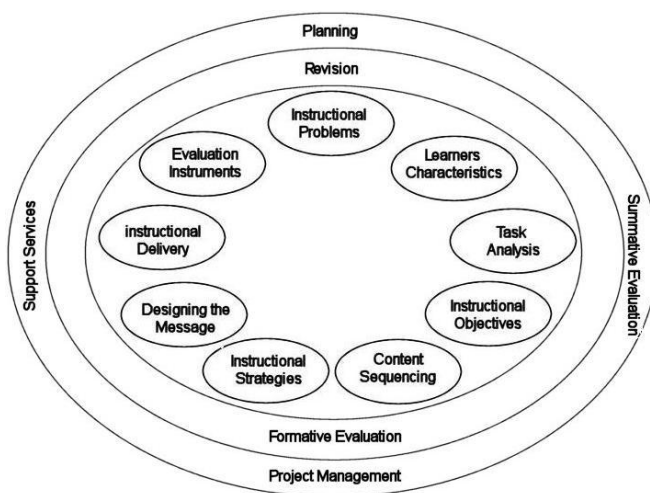 Planning
Revision
Instructional
Problems
Evaluation
Instruments
Learners
Characteristics
Support Services
instructional
Delivery
Task
Analysis
Summative Evaluation
Designing the
Message
Instructional
Objectives
Instructional
Strategies
Content
Sequencing
Formative Evaluation
Project Management